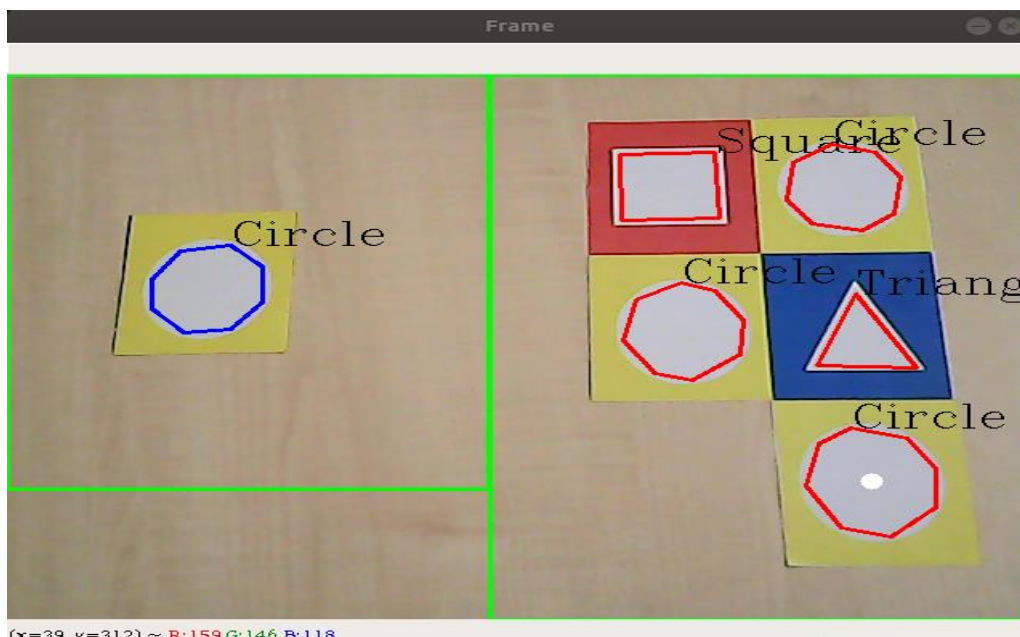 Frame
Circle
Square
Circle
Circle
Triang
Circle
(x=39, y=312) ~ R:159 G:146 B:118